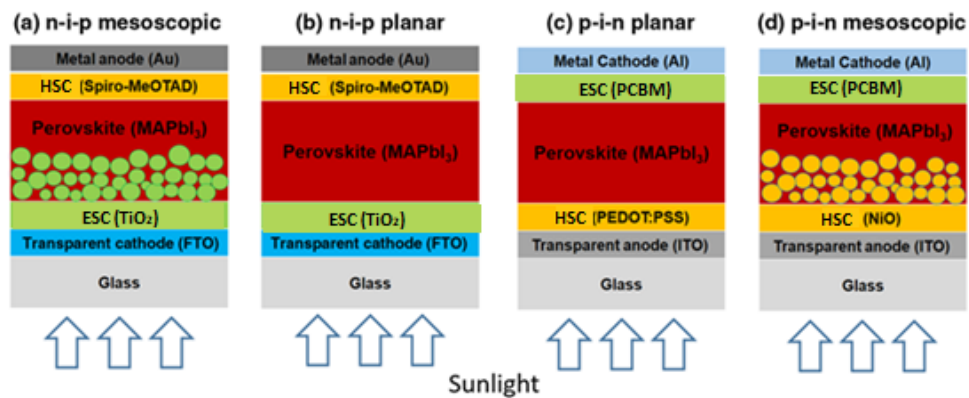 (a) n-i-p mesoscopic
Metal anode (Au)
HSC (Spiro-MeOTAD)
Perovskite (MAPbI₃)
ESC (TiO₂)
Transparent cathode (FTO)
Glass
(b) n-i-p planar
Metal anode (Au)
HSC (Spiro-MeOTAD)
Perovskite (MAPbI₃)
ESC (TiO₂)
Transparent cathode (FTO)
Glass
(c) p-i-n planar
Metal Cathode (Al)
ESC (PCBM)
Perovskite (MAPbI₃)
HSC (PEDOT:PSS)
Transparent anode (ITO)
Glass
(d) p-i-n mesoscopic
Metal Cathode (Al)
ESC (PCBM)
Perovskite (MAPbI₃)
HSC (NiO)
Transparent anode (ITO)
Glass
Sunlight